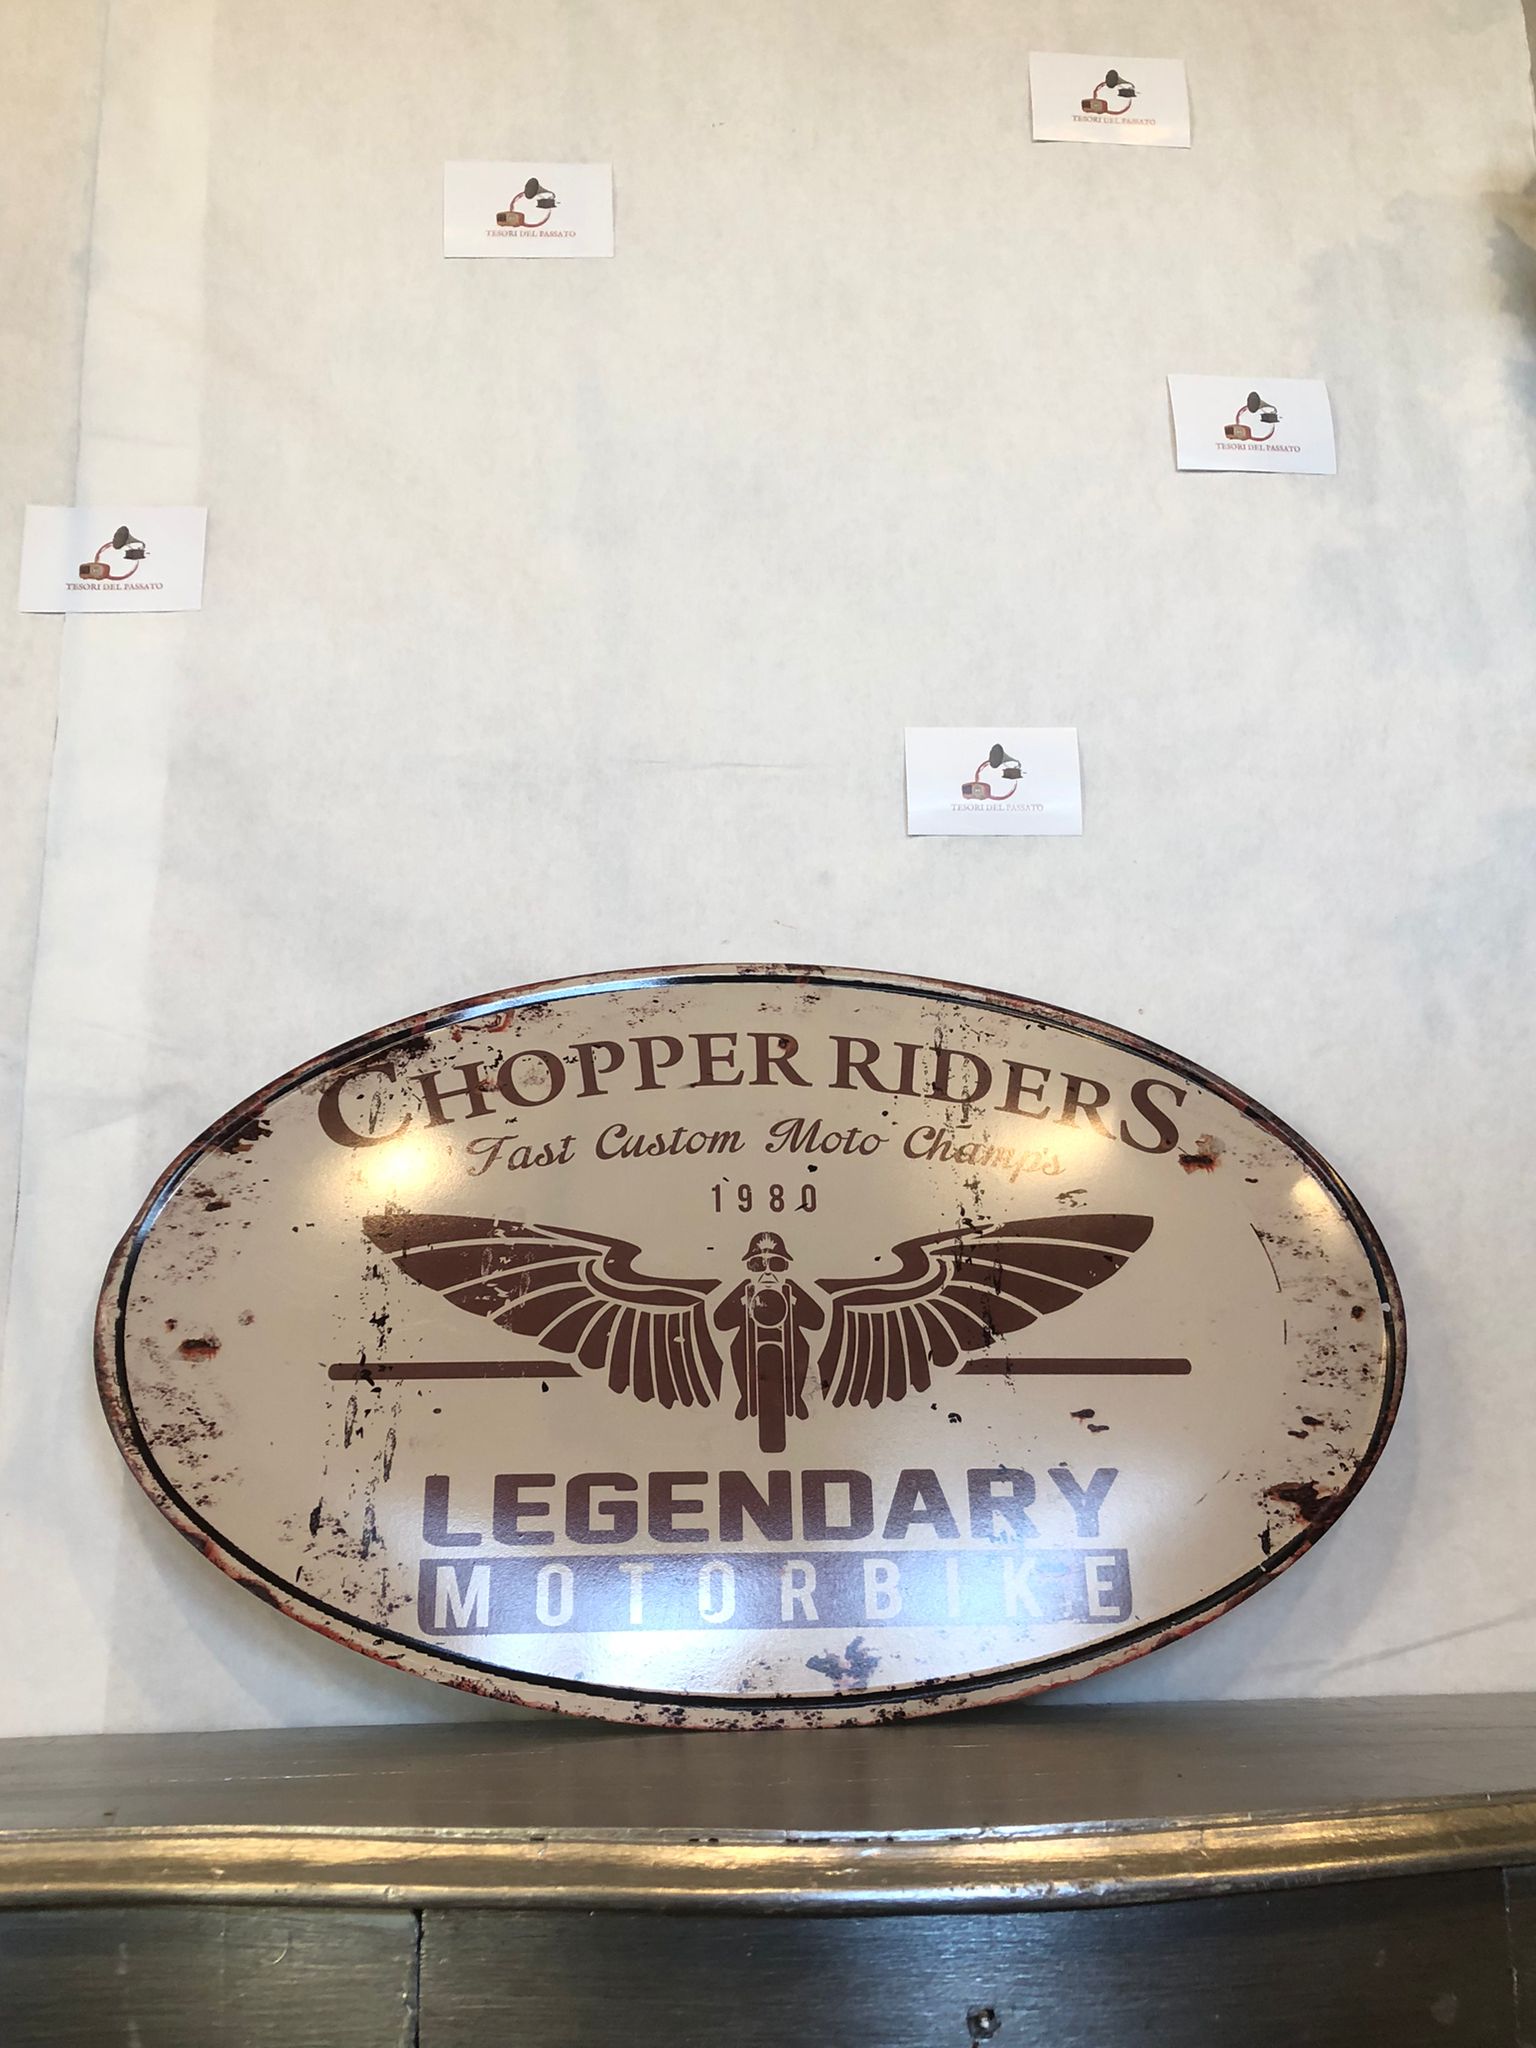 TESORI DEL PASSATO
TESORI DEL PASSATO
TESORI DEL PASSATO
TESORI DEL PASSATO
TESORI DEL PASSATO
CHOPPER RIDERS
Fast Custom Moto Champs
1980
LEGENDARY
MOTORBIKE